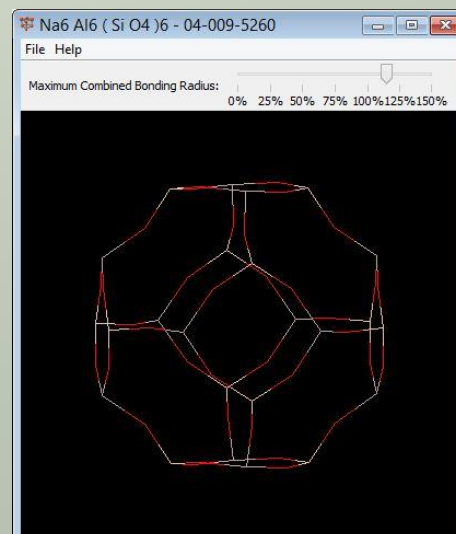 Na6 Al6 ( Si O4 )6 - 04-009-5260
File Help
Maximum Combined Bonding Radius:
0% 25% 50% 75% 100% 125% 150%